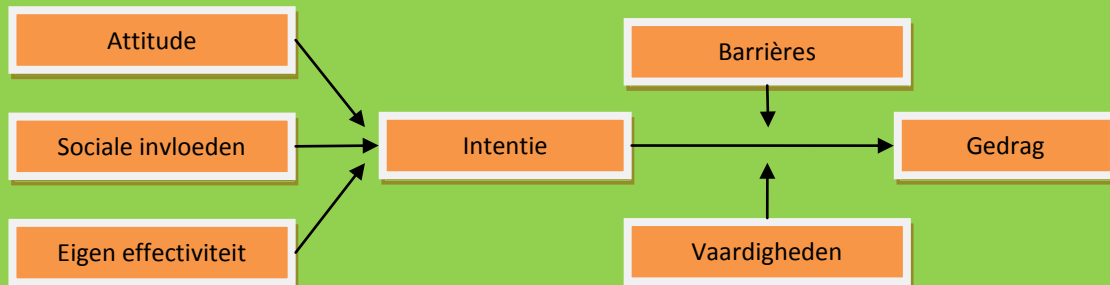 Attitude
Barrières
Sociale invloeden
Intentie
Gedrag
Eigen effectiviteit
Vaardigheden